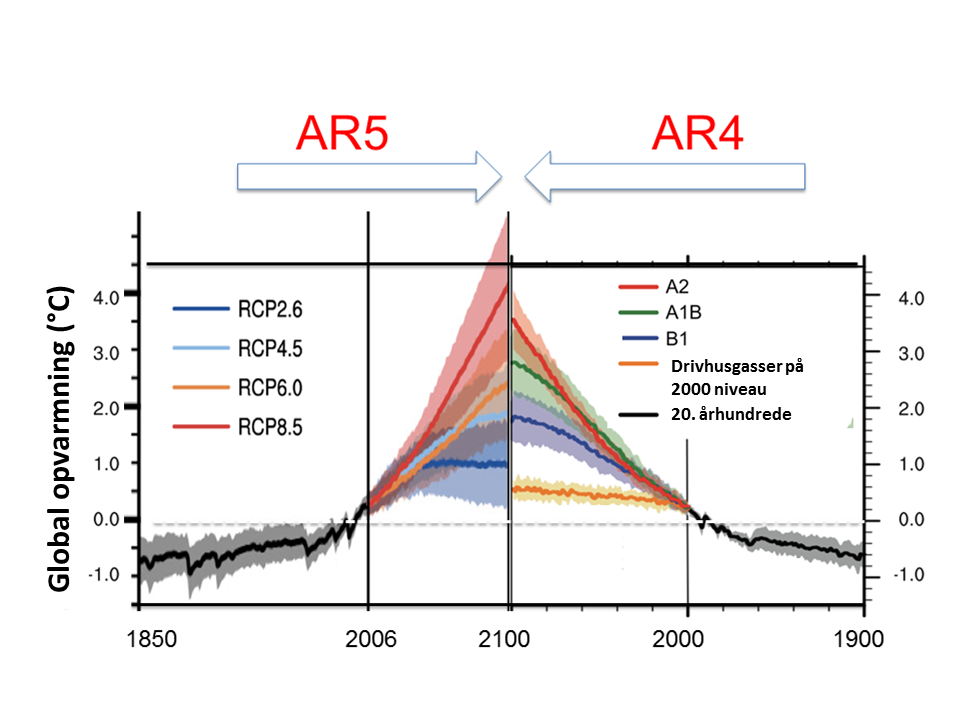 AR5
AR4
Global opvarmning (°C)
4.0
3.0
2.0
1.0
0.0
-1.0
RCP2.6
RCP4.5
RCP6.0
RCP8.5
A2
A1B
B1
Drivhusgasser på
2000 niveau
20. århundrede
4.0
3.0
2.0
1.0
0.0
-1.0
1850
2006
2100
2000
1900